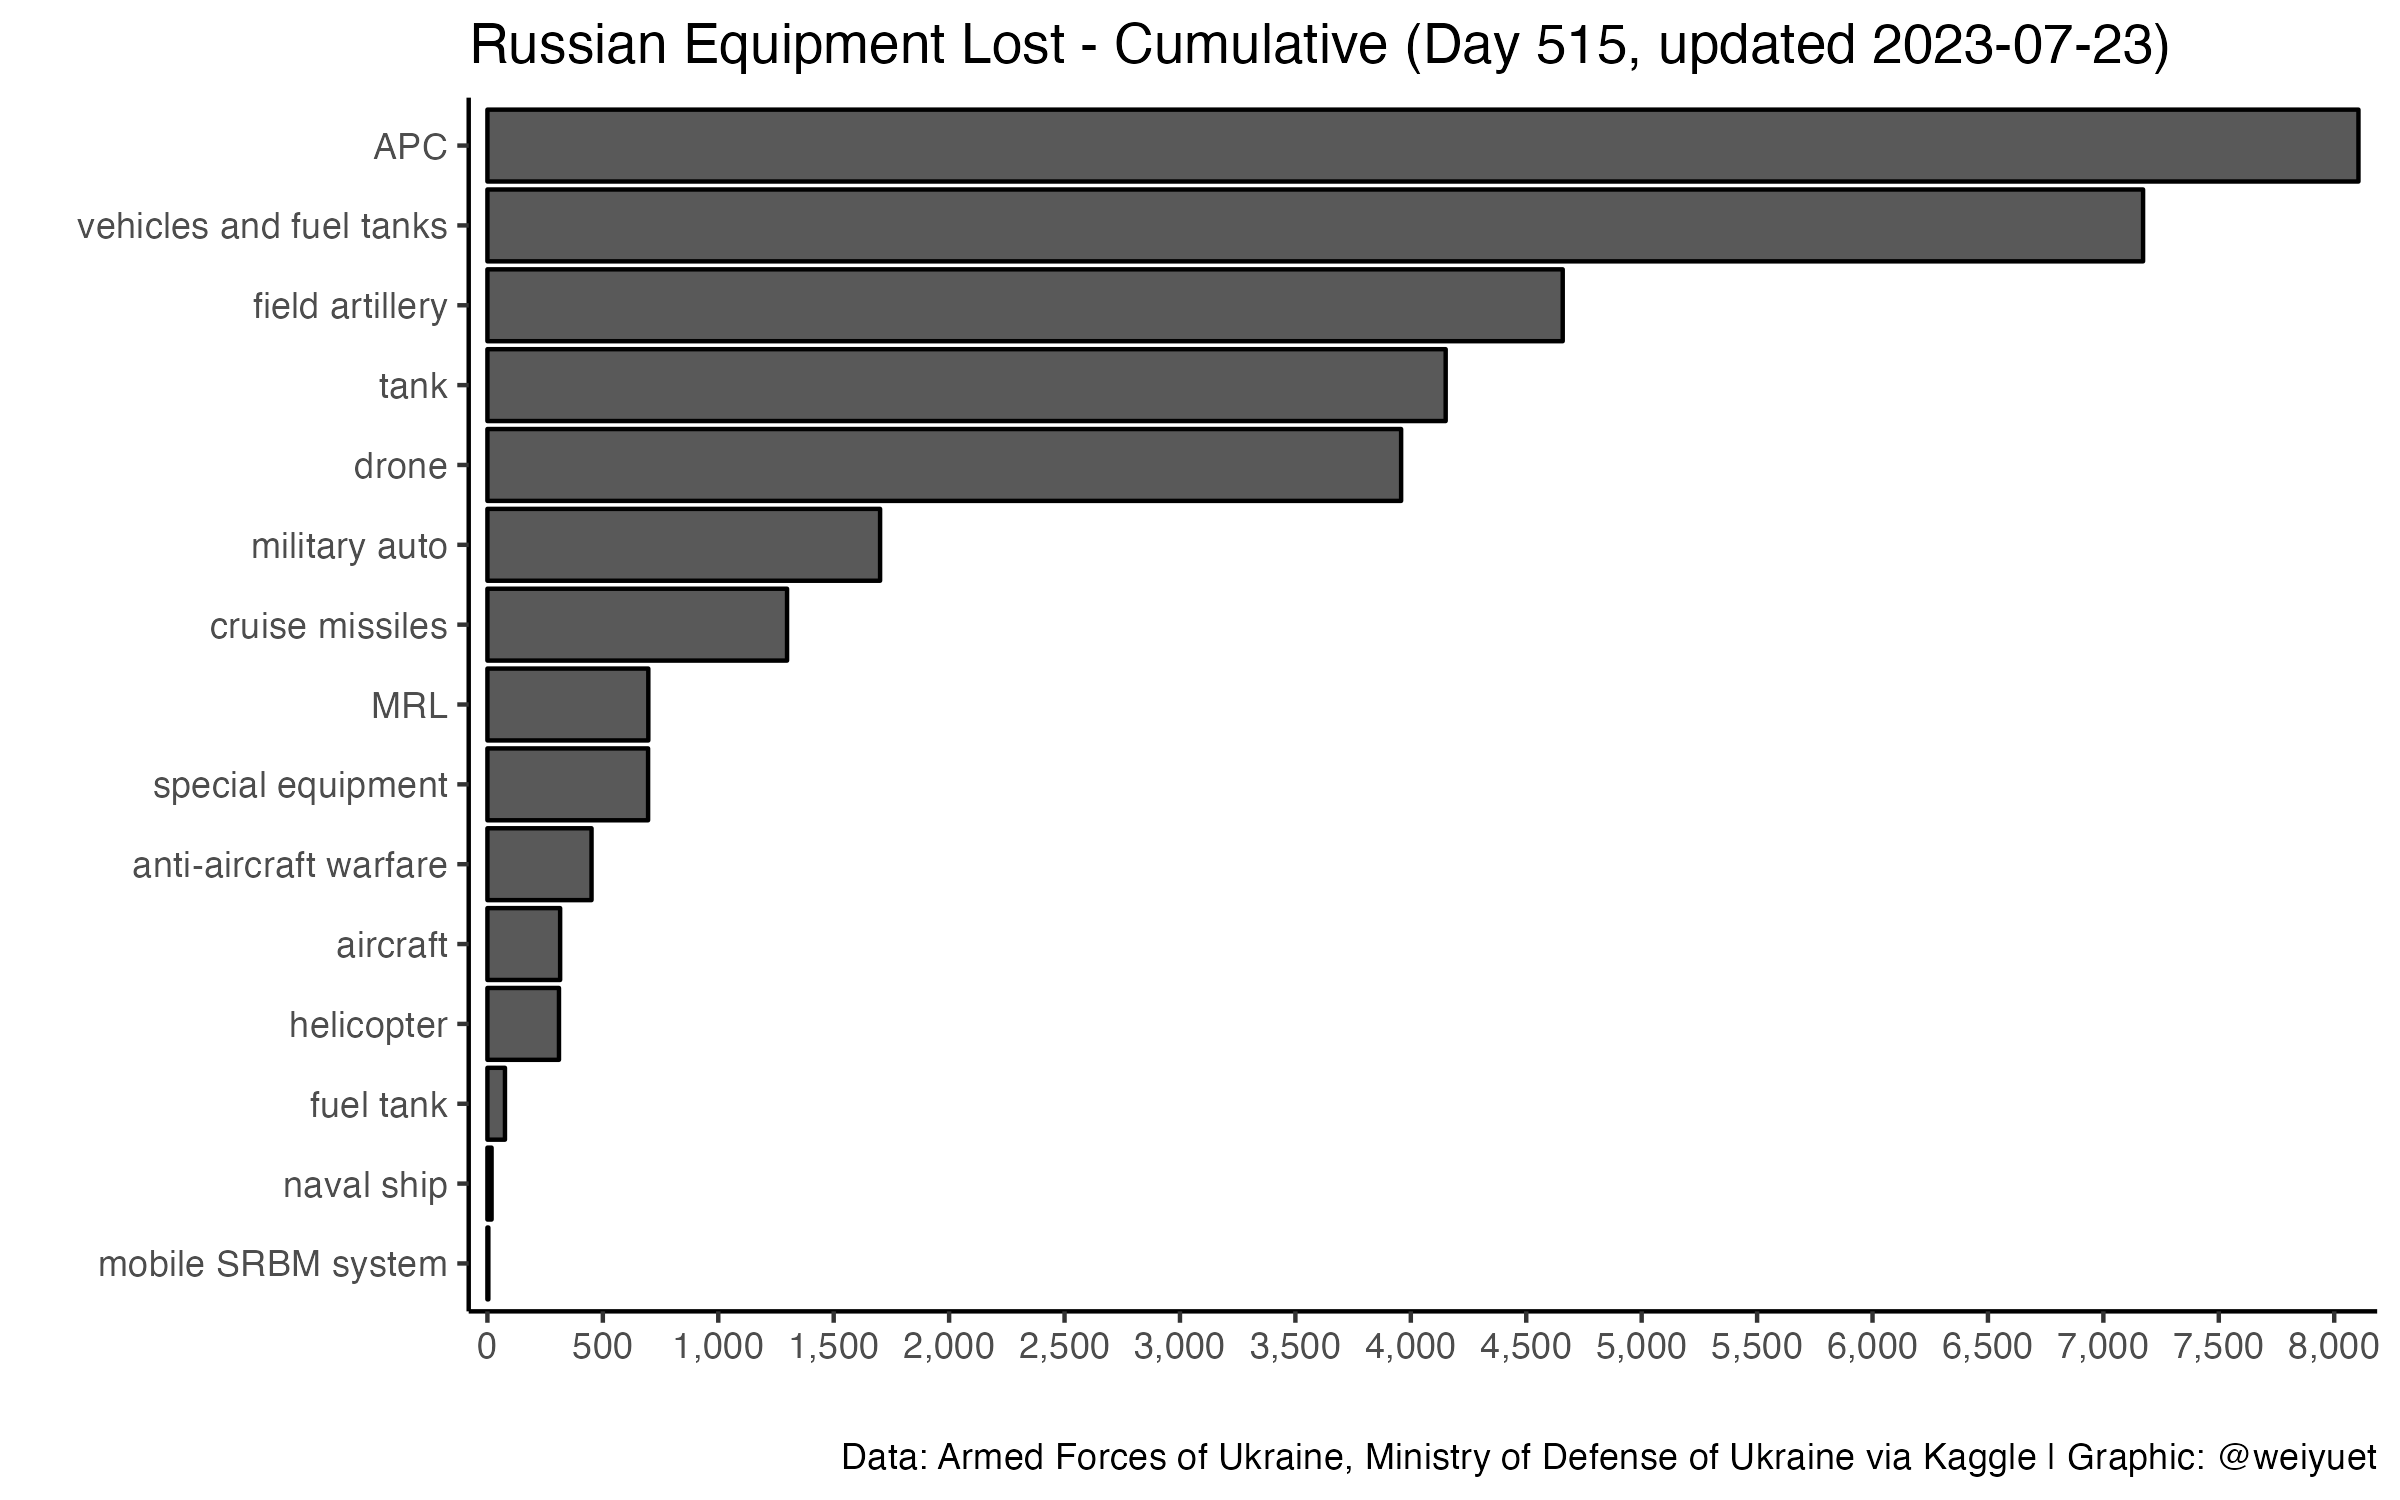 Russian Equipment Lost - Cumulative (Day 515, updated 2023-07-23)
APC
vehicles and fuel tanks
field artillery
tank
drone
military auto
cruise missiles
MRL
special equipment
anti-aircraft warfare
aircraft
helicopter
fuel tank
naval ship
mobile SRBM system
0 500 1,000 1,500 2,000 2,500 3,000 3,500 4,000 4,500 5,000 5,500 6,000 6,500 7,000 7,500 8,000
Data: Armed Forces of Ukraine, Ministry of Defense of Ukraine via Kaggle | Graphic: @weiyuet